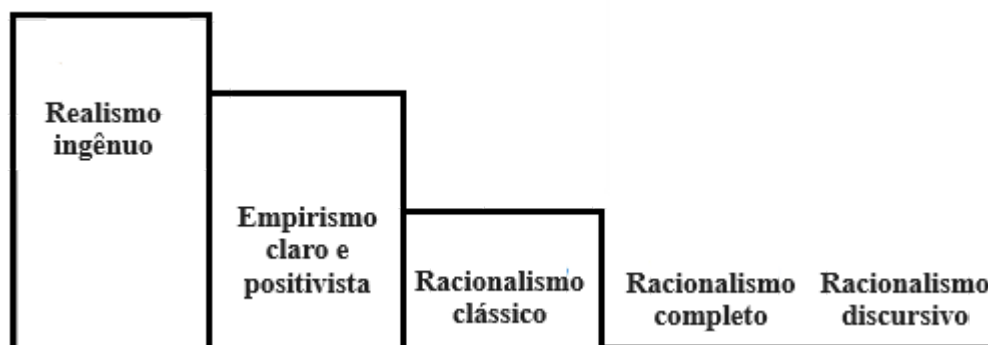 Realismo
ingênuo
Empirismo
claro e
positivista
Racionalismo
clássico
Racionalismo
completo
Racionalismo
discursivo